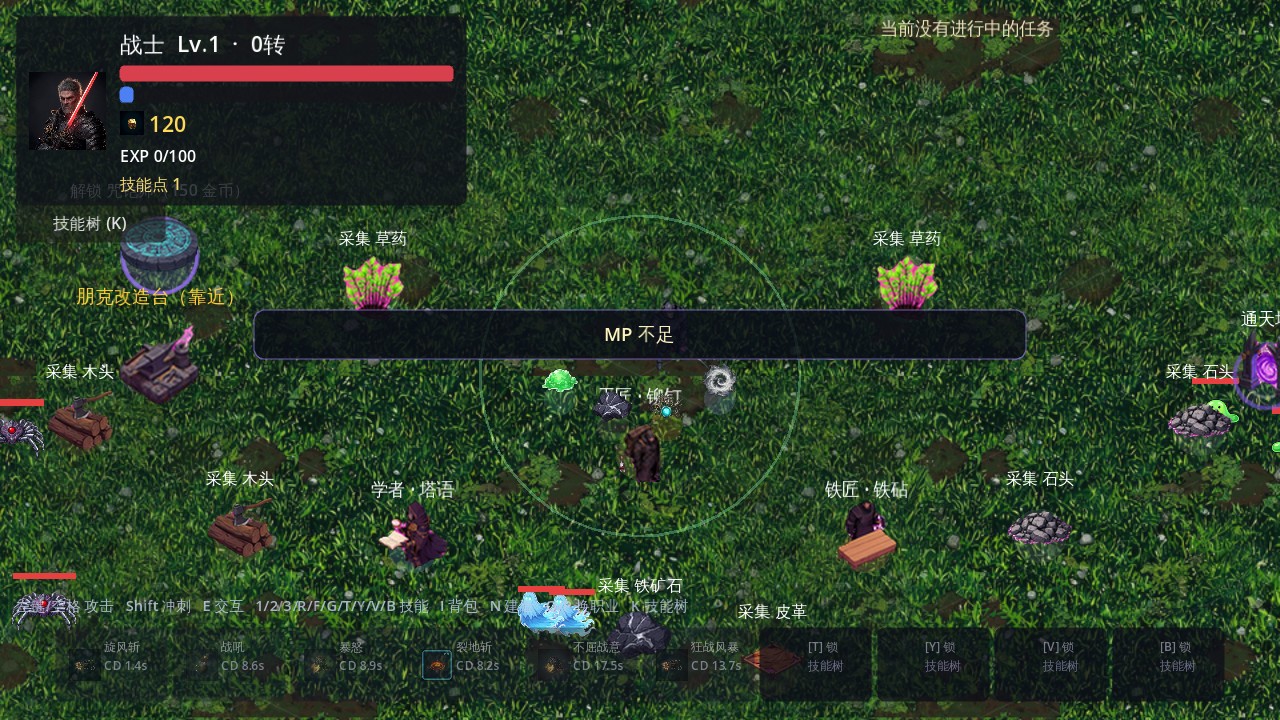 战士 Lv.1 · 0转
当前没有进行中的任务
120
EXP 0/100
技能点 1
技能树 (K)
采集 草药
采集 草药
朋克改造台（靠近）
MP 不足
采集 木头
采集 石头
采集 木头
学者 · 塔语
铁匠 · 铁砧
采集 石头
采集 铁矿石
空格 攻击 Shift 冲刺 E 交互 1/2/3/R/F/G/T/Y/V/B 技能 I 背包 N 建 换职业 K 技能树
采集 皮革
旋风斩
CD 1.4s
战吼
CD 8.6s
暴怒
CD 8.9s
裂地斩
CD 8.2s
不屈战意
CD 17.5s
狂战风暴
CD 13.7s
[T] 锁
技能树
[Y] 锁
技能树
[V] 锁
技能树
[B] 锁
技能树